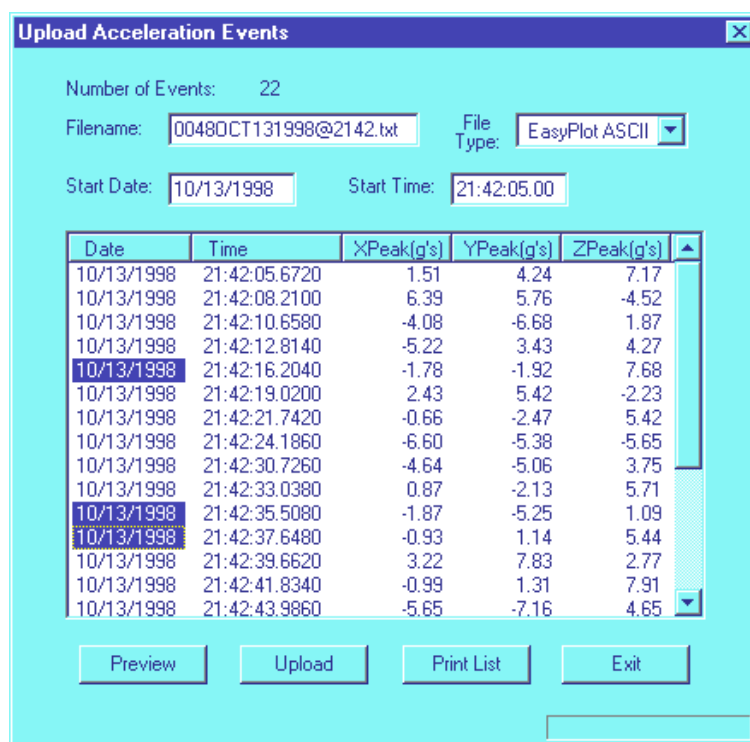 Upload Acceleration Events
Number of Events: 22
Filename: 0048OCT131998@2142.txt File Type: EasyPlot ASCII
Start Date: 10/13/1998 Start Time: 21:42:05.00
Date Time XPeak(g's) YPeak(g's) ZPeak(g's)
10/13/1998 21:42:05.6720 1.51 4.24 7.17
10/13/1998 21:42:08.2100 6.39 5.76 -4.52
10/13/1998 21:42:10.6580 -4.08 -6.68 1.87
10/13/1998 21:42:12.8140 -5.22 3.43 4.27
10/13/1998 21:42:16.2040 -1.78 -1.92 7.68
10/13/1998 21:42:19.0200 2.43 5.42 -2.23
10/13/1998 21:42:21.7420 -0.66 -2.47 5.42
10/13/1998 21:42:24.1860 -6.60 -5.38 -5.65
10/13/1998 21:42:30.7260 -4.64 -5.06 3.75
10/13/1998 21:42:33.0380 0.87 -2.13 5.71
10/13/1998 21:42:35.5080 -1.87 -5.25 1.09
10/13/1998 21:42:37.6480 -0.93 1.14 5.44
10/13/1998 21:42:39.6620 3.22 7.83 2.77
10/13/1998 21:42:41.8340 -0.99 1.31 7.91
10/13/1998 21:42:43.9860 -5.65 -7.16 4.65
Preview Upload Print List Exit